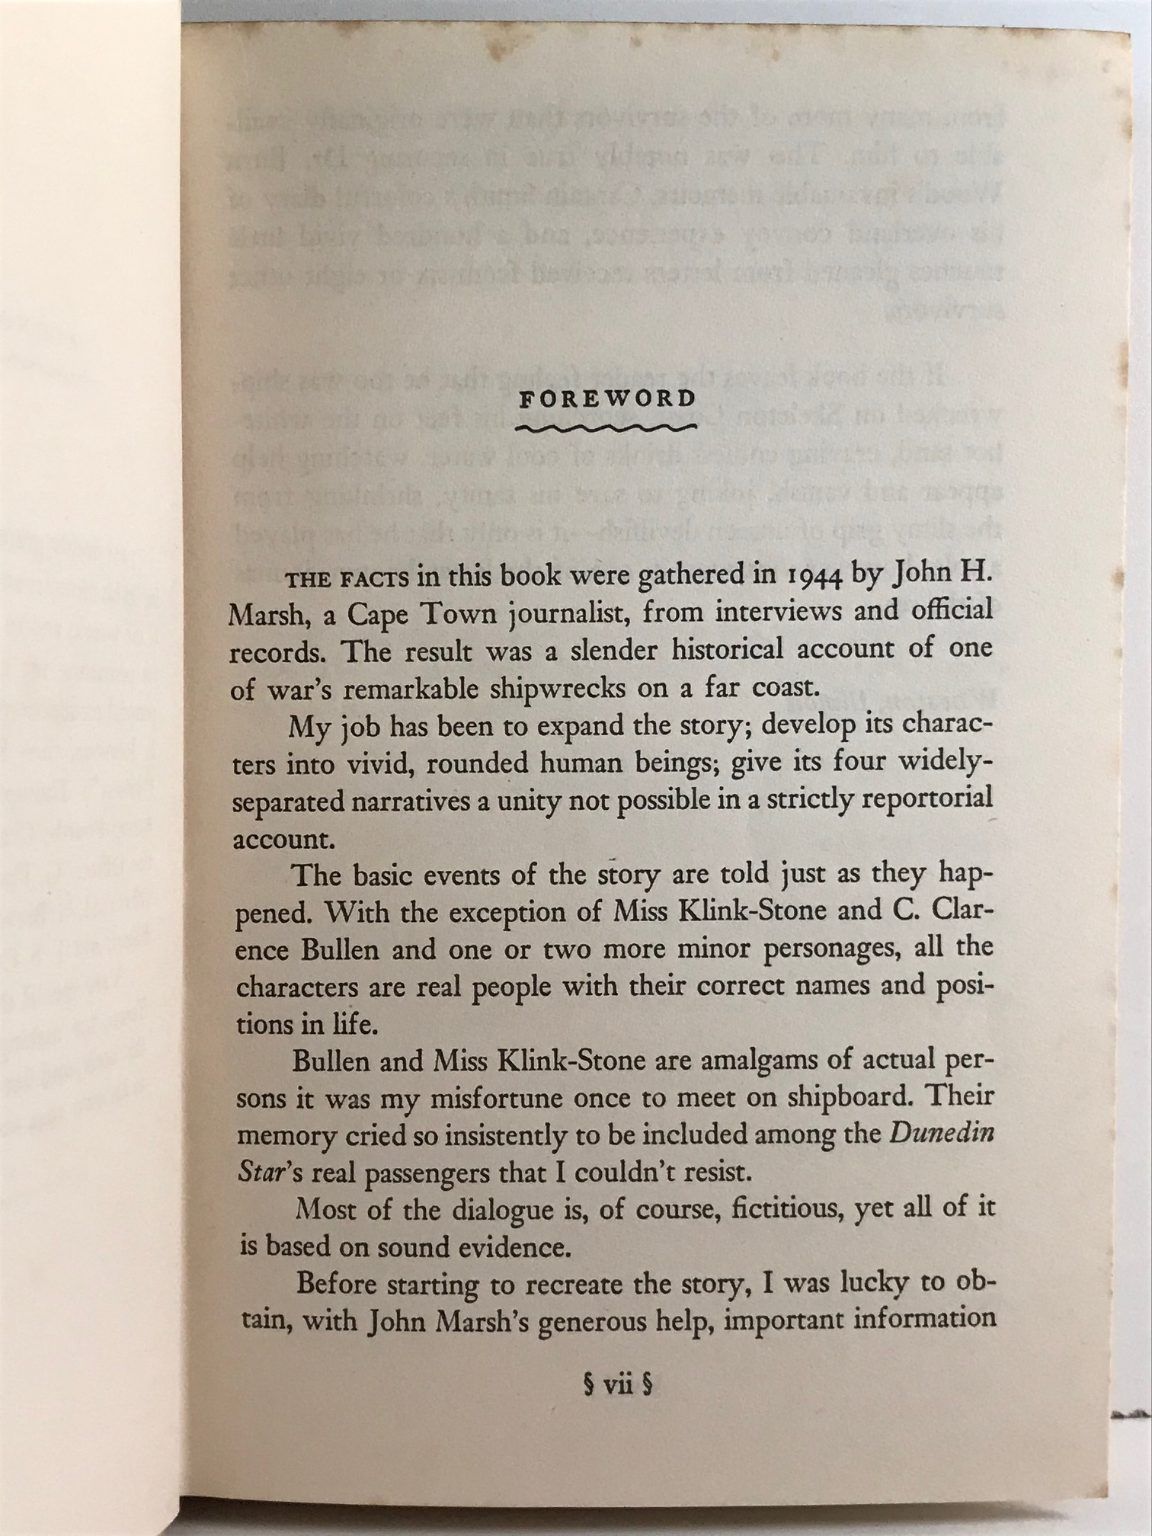 FOREWORD
THE FACTS in this book were gathered in 1944 by John H.
Marsh, a Cape Town journalist, from interviews and official
records. The result was a slender historical account of one
of war's remarkable shipwrecks on a far coast.
My job has been to expand the story; develop its charac-
ters into vivid, rounded human beings; give its four widely-
separated narratives a unity not possible in a strictly reportorial
account.
The basic events of the story are told just as they hap-
pened. With the exception of Miss Klink-Stone and C. Clar-
ence Bullen and one or two more minor personages, all the
characters are real people with their correct names and posi-
tions in life.
Bullen and Miss Klink-Stone are amalgams of actual per-
sons it was my misfortune once to meet on shipboard. Their
memory cried so insistently to be included among the Dunedin
Star's real passengers that I couldn't resist.
Most of the dialogue is, of course, fictitious, yet all of it
is based on sound evidence.
Before starting to recreate the story, I was lucky to ob-
tain, with John Marsh's generous help, important information
§ vii §